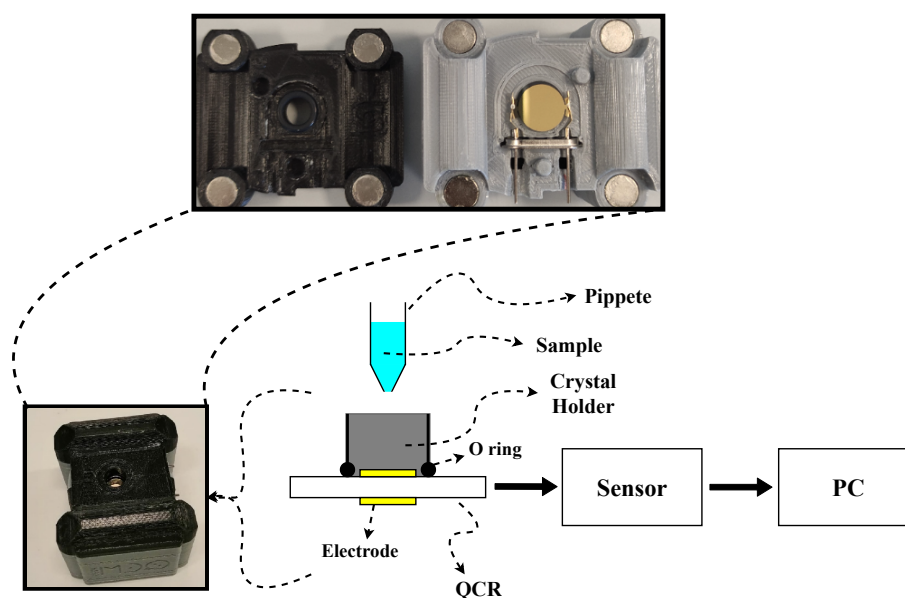 Pippete
Sample
Crystal
Holder
O ring
Sensor
PC
Electrode
QCR